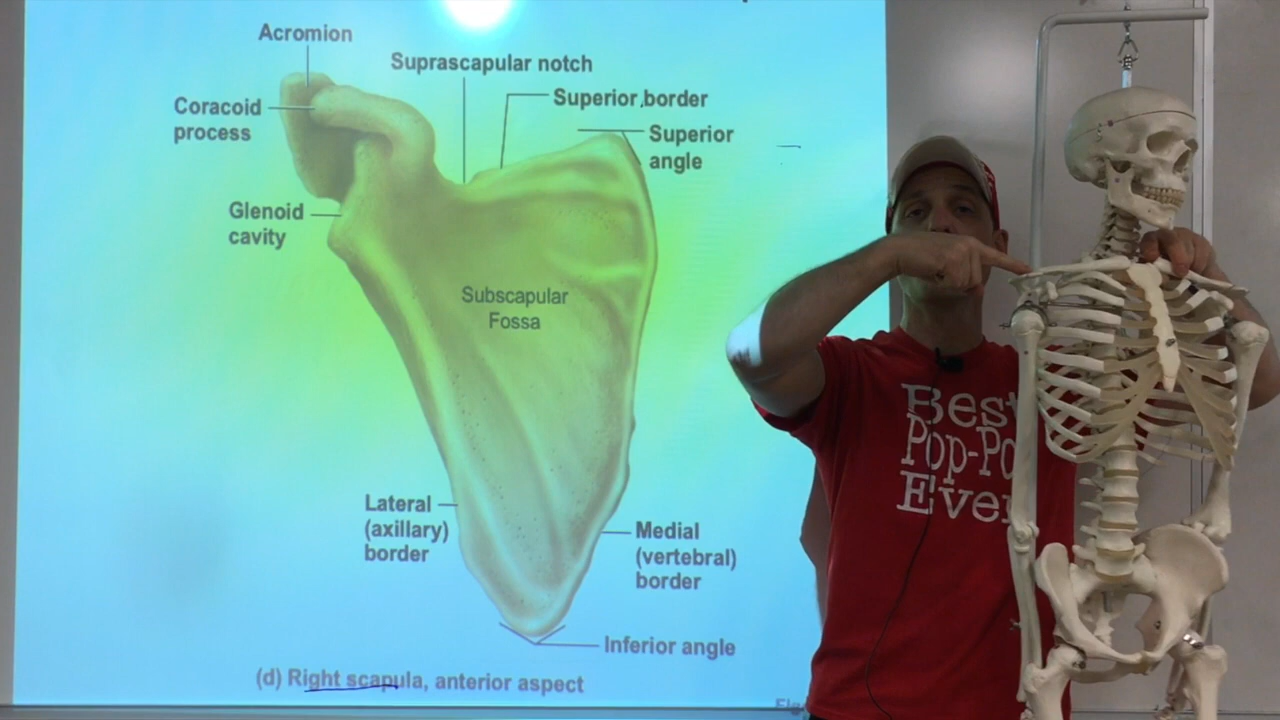 Acromion
Suprascapular notch
Coracoid
process
Superior border
Superior
angle
Glenoid
cavity
Subscapular
Fossa
Lateral
(axillary)
border
Medial
(vertebral)
border
Inferior angle
(d) Right scapula, anterior aspect
Best
Pop-Po
Ever